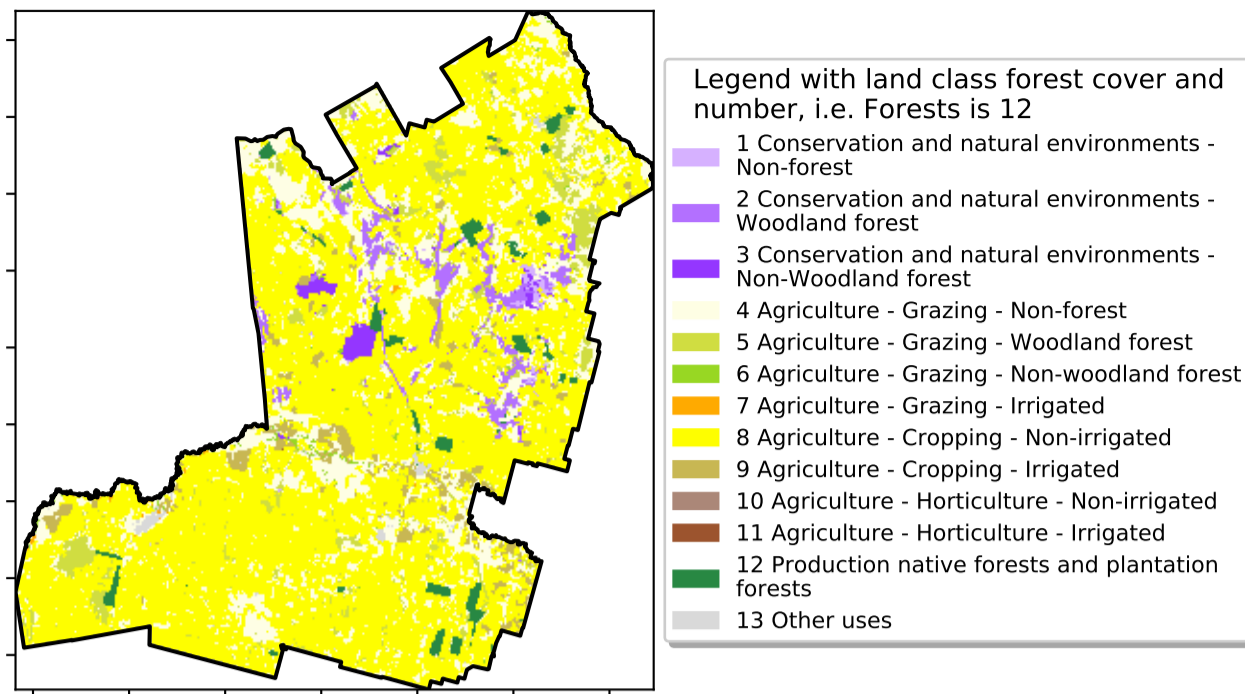 Legend with land class forest cover and
number, i.e. Forests is 12
1 Conservation and natural environments -
Non-forest
2 Conservation and natural environments -
Woodland forest
3 Conservation and natural environments -
Non-Woodland forest
4 Agriculture - Grazing - Non-forest
5 Agriculture - Grazing - Woodland forest
6 Agriculture - Grazing - Non-woodland forest
7 Agriculture - Grazing - Irrigated
8 Agriculture - Cropping - Non-irrigated
9 Agriculture - Cropping - Irrigated
10 Agriculture - Horticulture - Non-irrigated
11 Agriculture - Horticulture - Irrigated
12 Production native forests and plantation
forests
13 Other uses